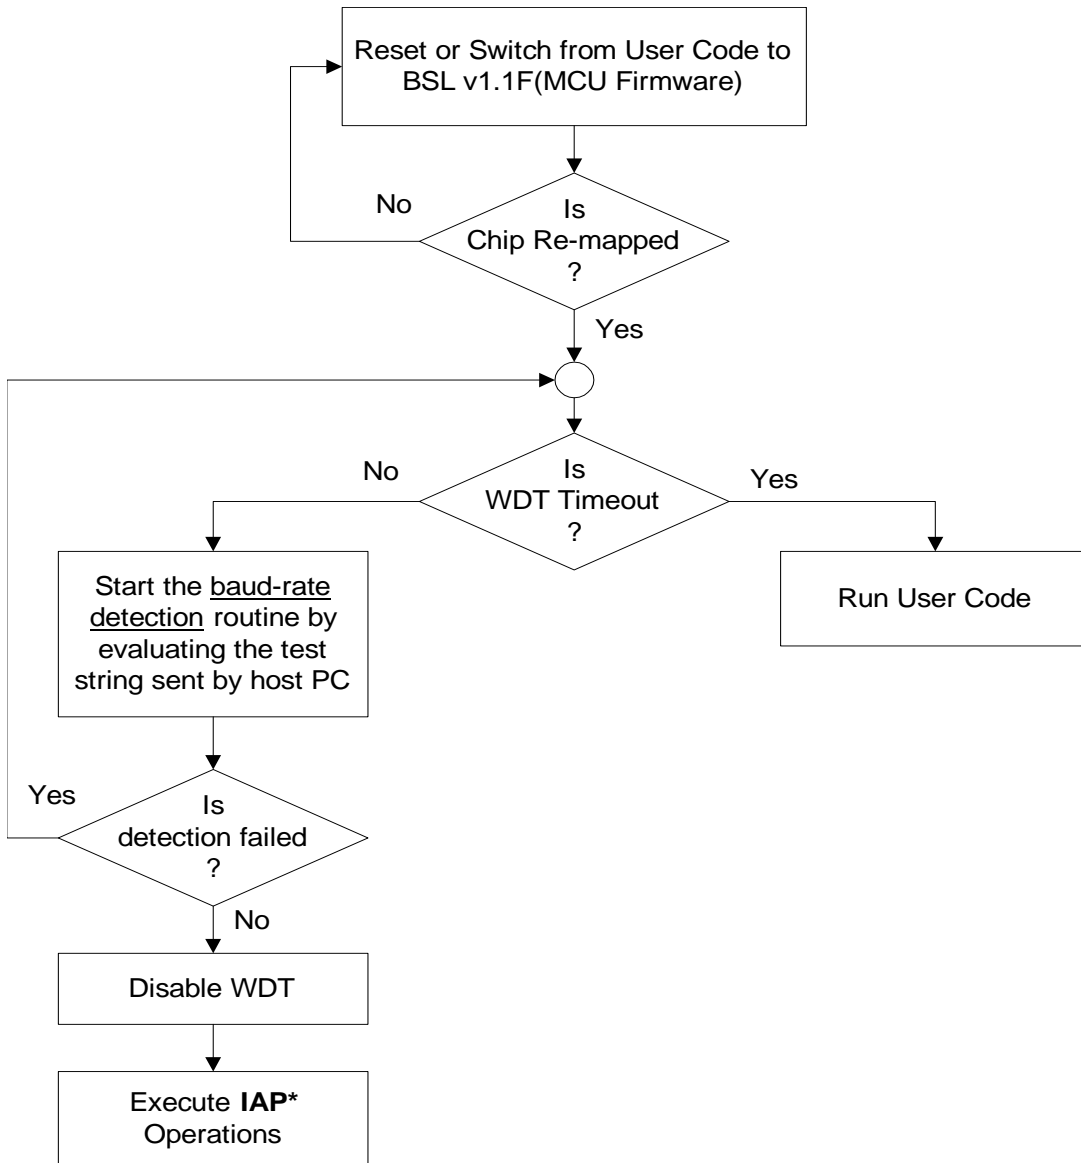 Reset or Switch from User Code to
BSL v1.1F(MCU Firmware)
No
Is
Chip Re-mapped
?
Yes
No
Is
WDT Timeout
?
Yes
Start the baud-rate
detection routine by
evaluating the test
string sent by host PC
Run User Code
Yes
Is
detection failed
?
No
Disable WDT
Execute IAP*
Operations